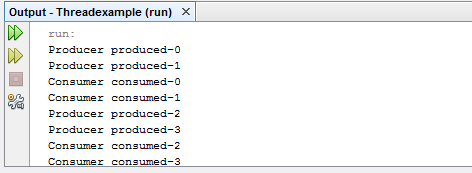 Output - Threadexample (run) ×
run:
Producer produced-0
Producer produced-1
Consumer consumed-0
Consumer consumed-1
Producer produced-2
Producer produced-3
Consumer consumed-2
Consumer consumed-3